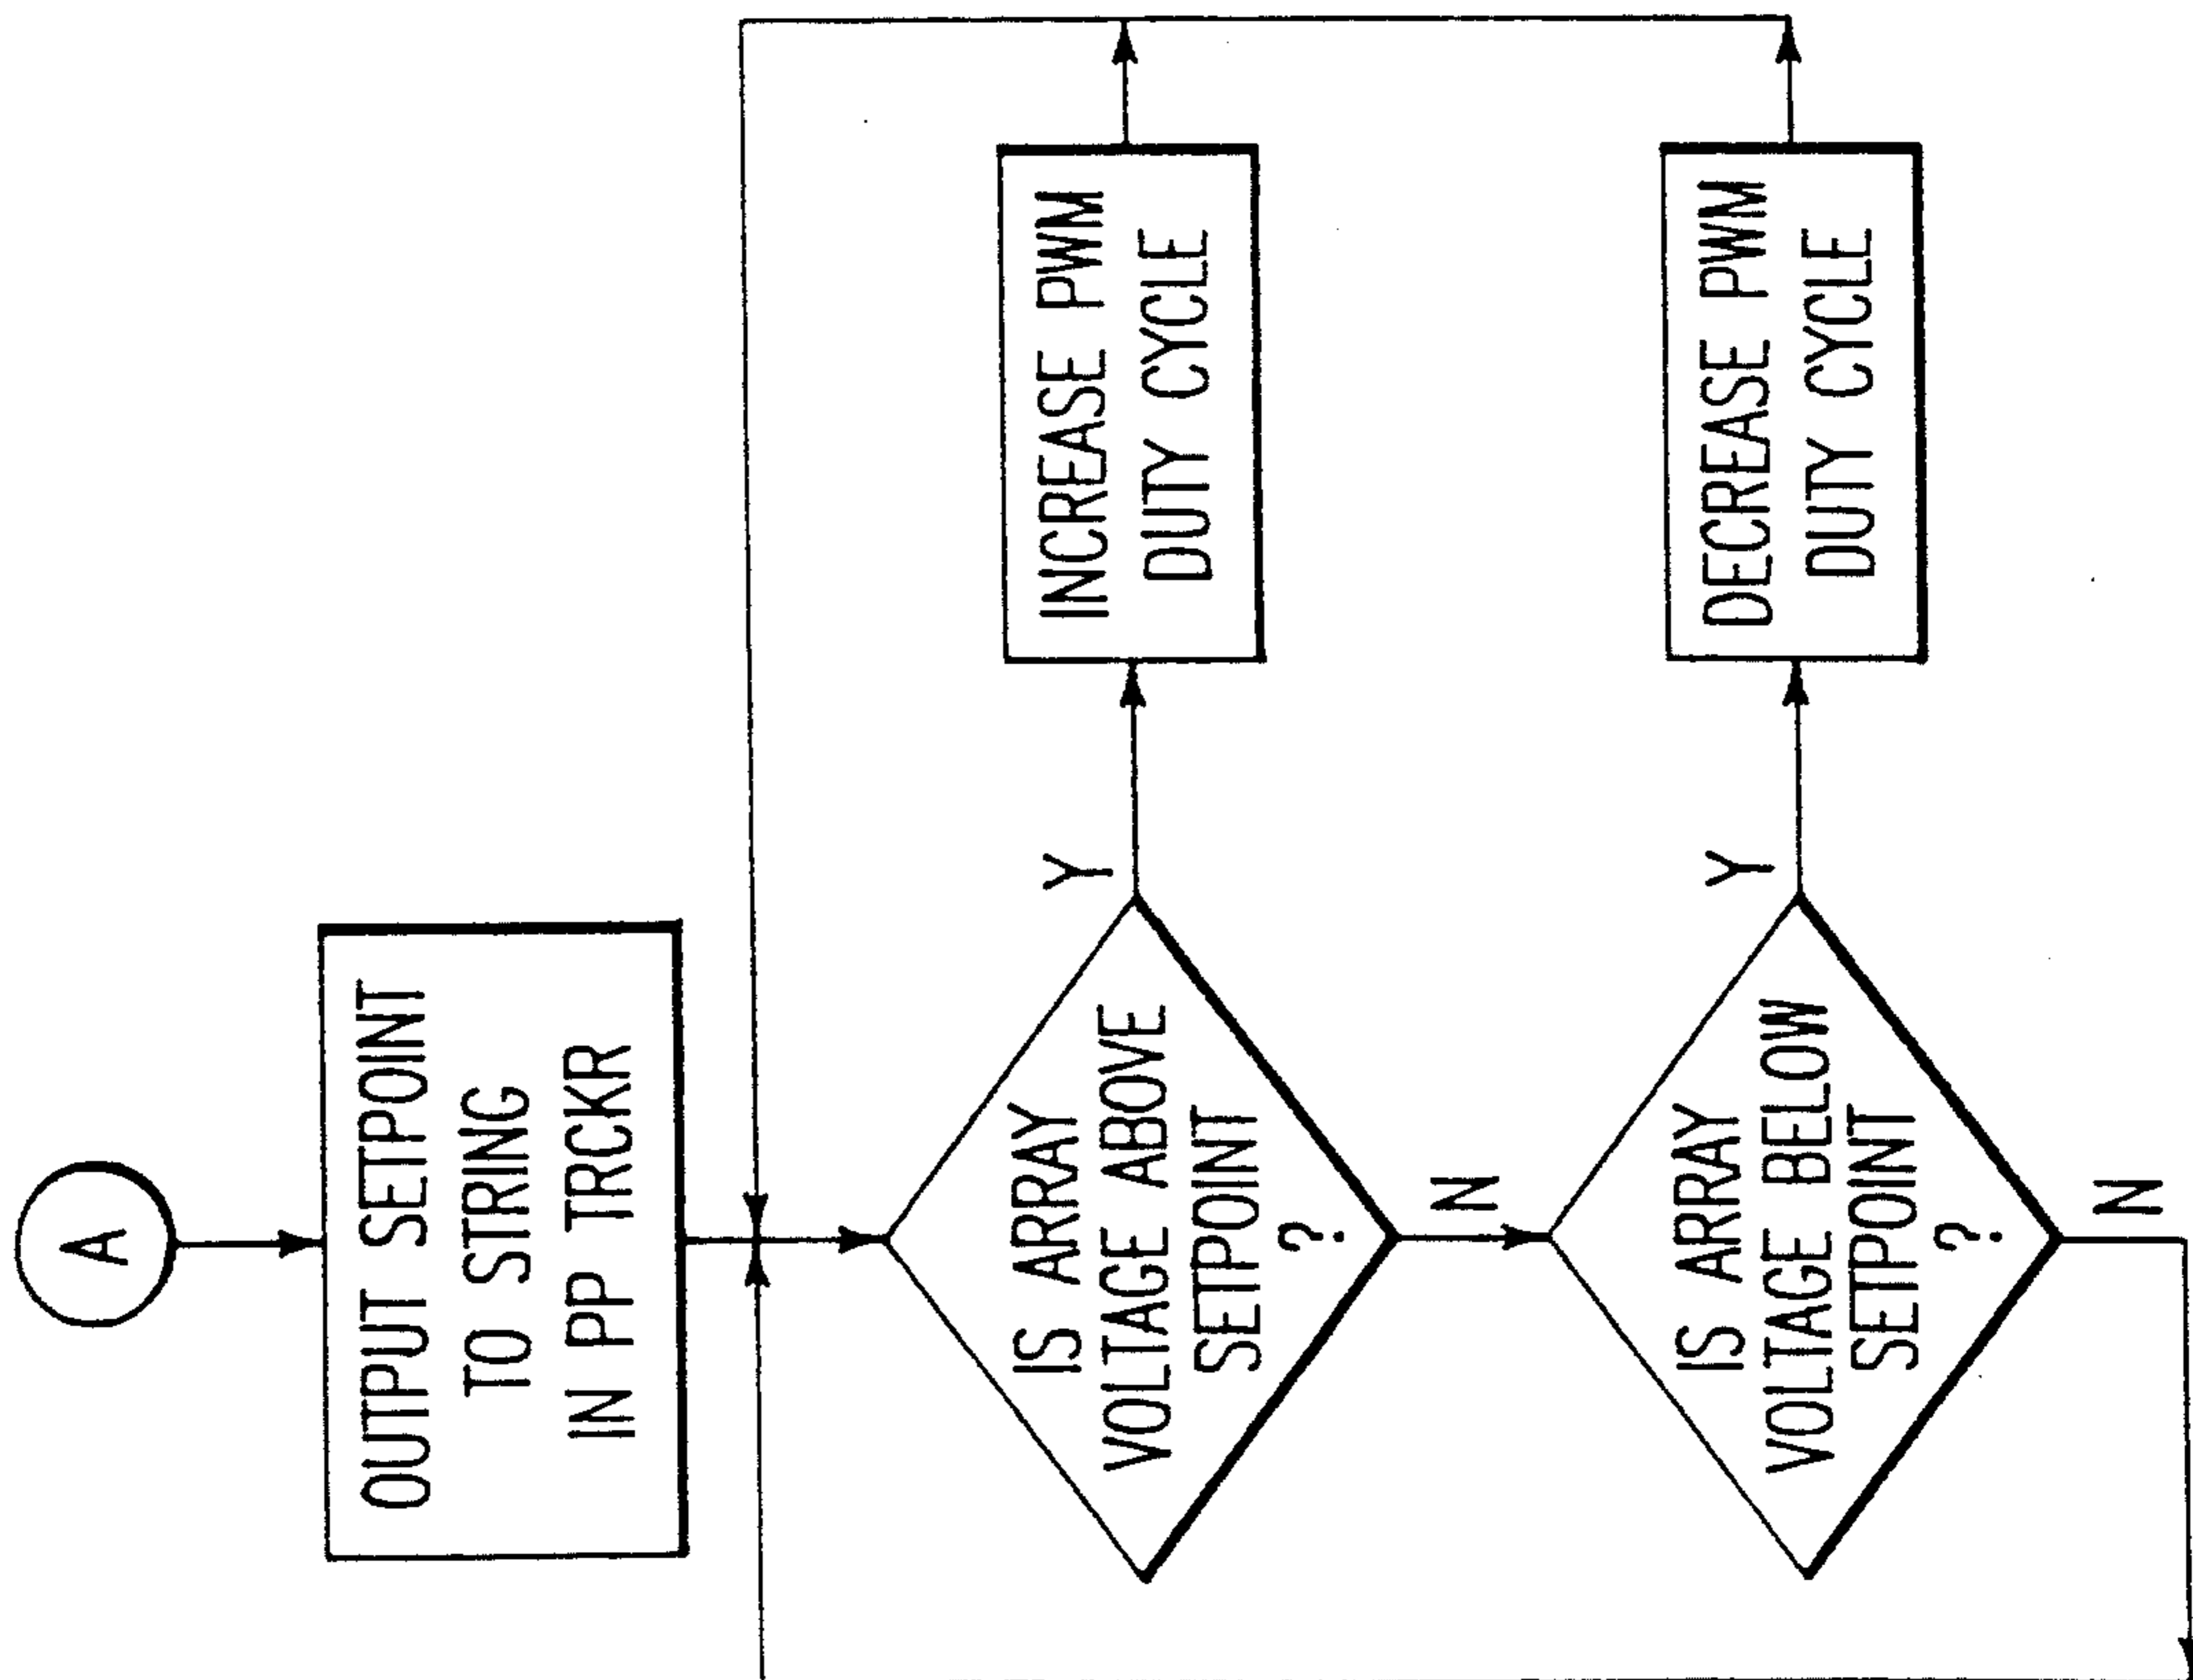 A
OUTPUT SETPOINT
TO STRING
IN PP TRCKR
IS ARRAY
VOLTAGE ABOVE
SETPOINT
?
Y
INCREASE PWM
DUTY CYCLE
N
IS ARRAY
VOLTAGE BELOW
SETPOINT
?
Y
DECREASE PWM
DUTY CYCLE
N